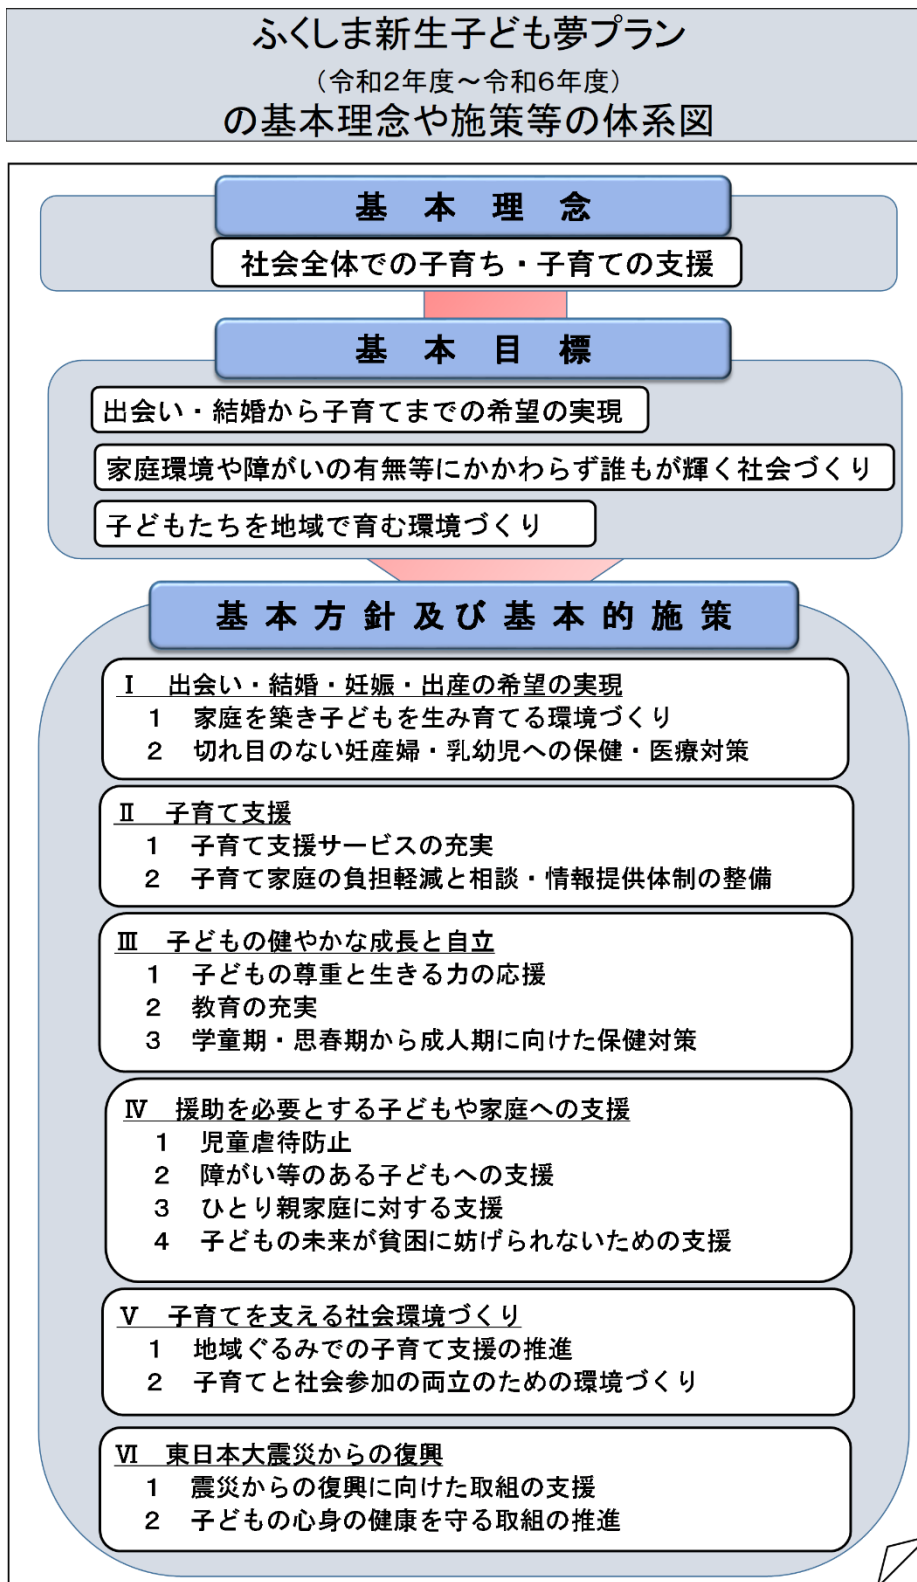 ふくしま新生子ども夢プラン
（令和２年度～令和６年度）
の基本理念や施策等の体系図
基本理念
社会全体での子育ち・子育ての支援
基本目標
出会い・結婚から子育てまでの希望の実現
家庭環境や障がいの有無等にかかわらず誰もが輝く社会づくり
子どもたちを地域で育む環境づくり
基本方針及び基本的施策
Ⅰ　出会い・結婚・妊娠・出産の希望の実現
１　家庭を築き子どもを生み育てる環境づくり
２　切れ目のない妊産婦・乳幼児への保健・医療対策
Ⅱ　子育て支援
１　子育て支援サービスの充実
２　子育て家庭の負担軽減と相談・情報提供体制の整備
Ⅲ　子どもの健やかな成長と自立
１　子どもの尊重と生きる力の応援
２　教育の充実
３　学童期・思春期から成人期に向けた保健対策
Ⅳ　援助を必要とする子どもや家庭への支援
１　児童虐待防止
２　障がい等のある子どもへの支援
３　ひとり親家庭に対する支援
４　子どもの未来が貧困に妨げられないための支援
Ⅴ　子育てを支える社会環境づくり
１　地域ぐるみでの子育て支援の推進
２　子育てと社会参加の両立のための環境づくり
Ⅵ　東日本大震災からの復興
１　震災からの復興に向けた取組の支援
２　子どもの心身の健康を守る取組の推進